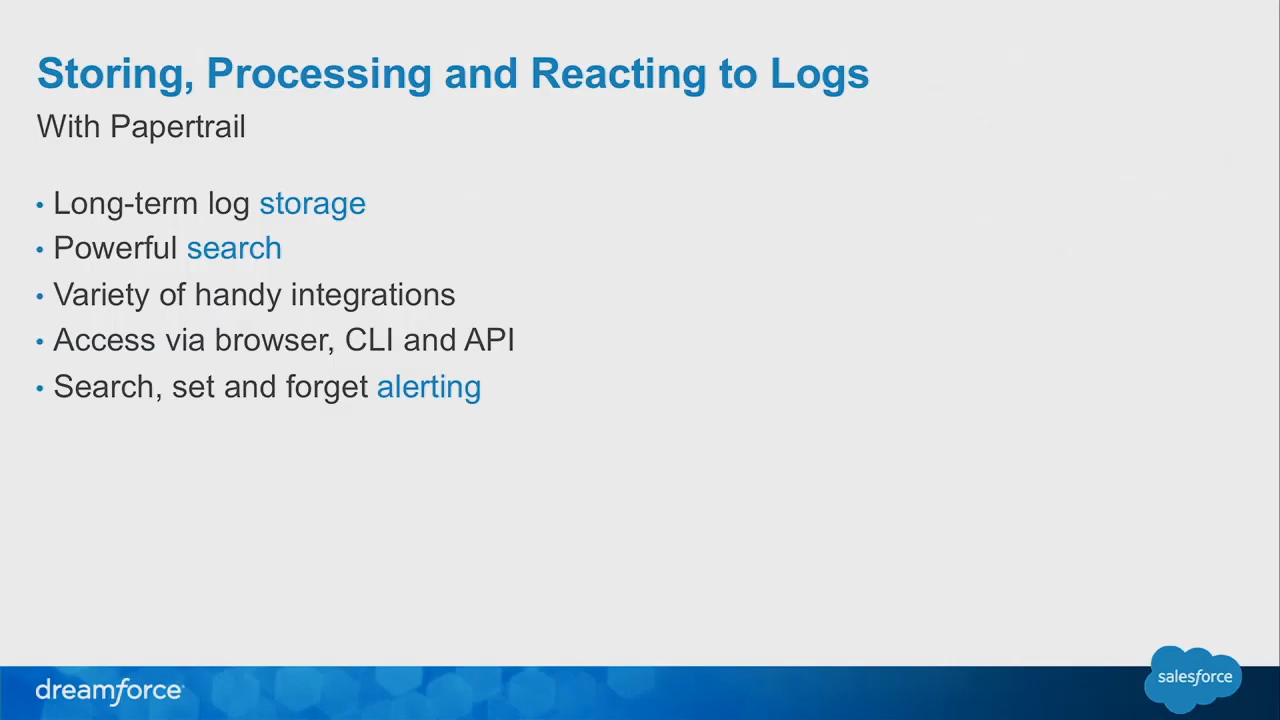 Storing, Processing and Reacting to Logs
With Papertrail
• Long-term log storage
• Powerful search
• Variety of handy integrations
• Access via browser, CLI and API
• Search, set and forget alerting
dreamforce
salesforce